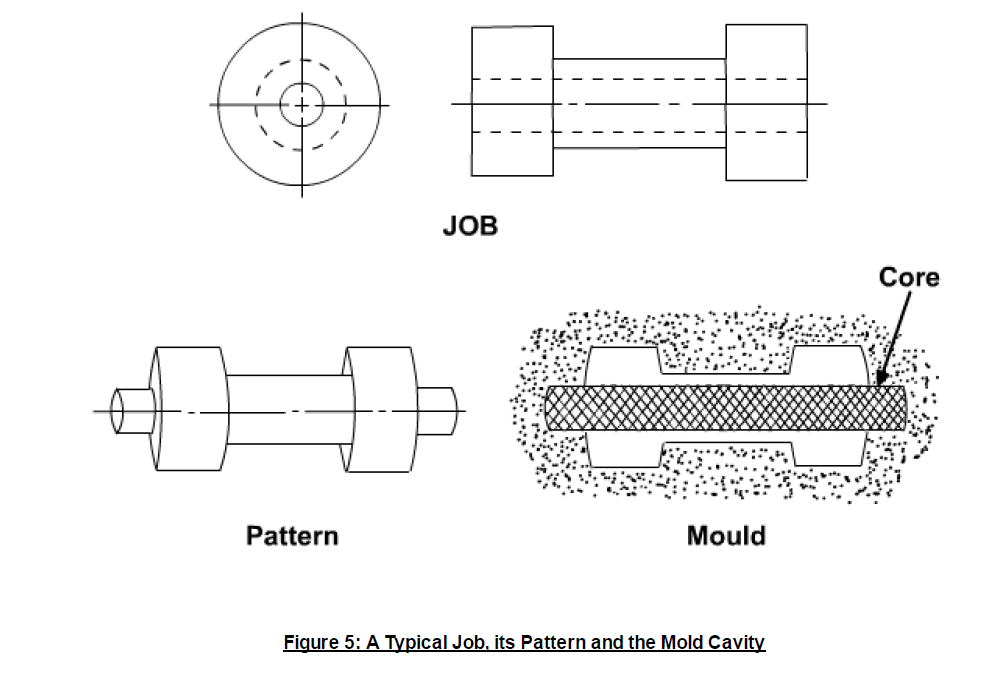 JOB
Core
Pattern
Mould
Figure 5: A Typical Job, its Pattern and the Mold Cavity